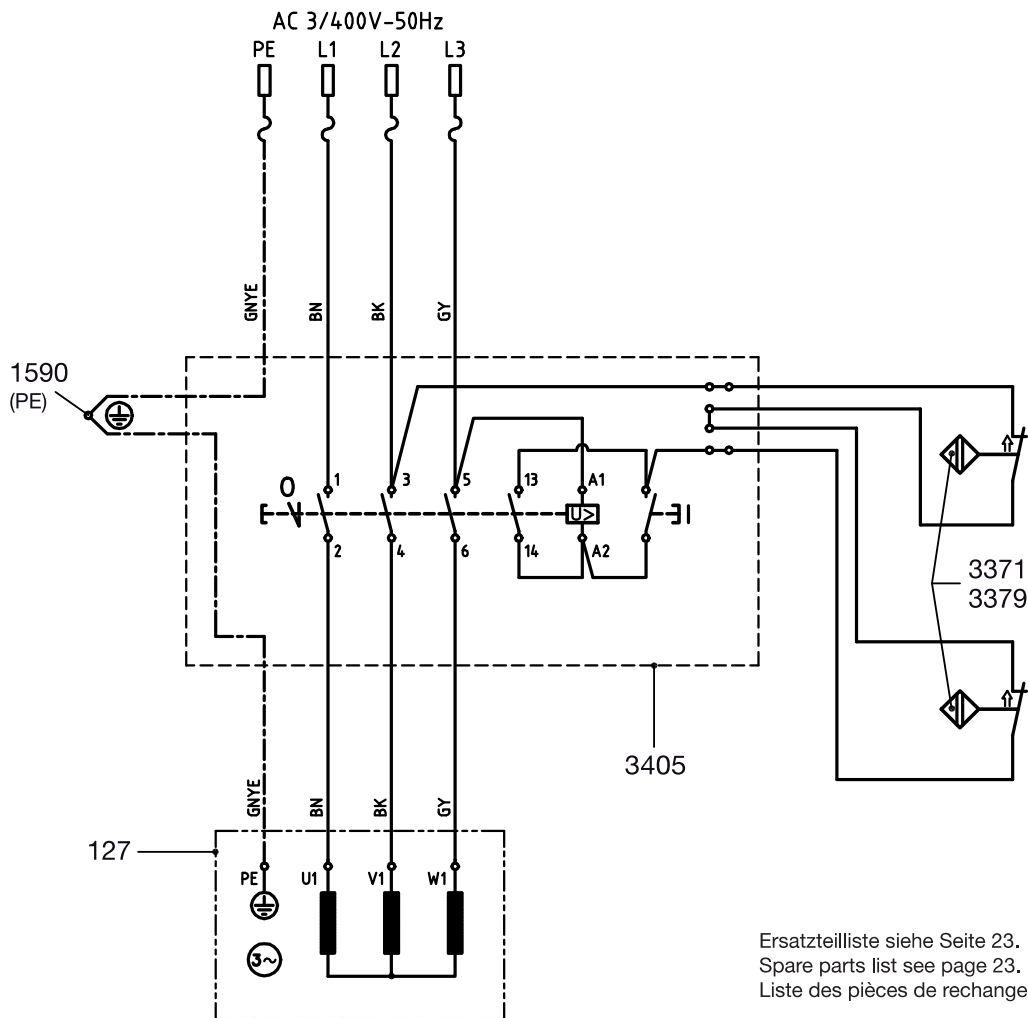 AC 3/400V-50Hz
PE L1 L2 L3
GNYE BN BK GY
1590
(PE)
0 1 3 5 13 A1
U> I
2 4 6 14 A2
3371
3379
3405
GNYE BN BK GY
127
PE U1 V1 W1
3~
Ersatzteilliste siehe Seite 23.
Spare parts list see page 23.
Liste des pièces de rechange